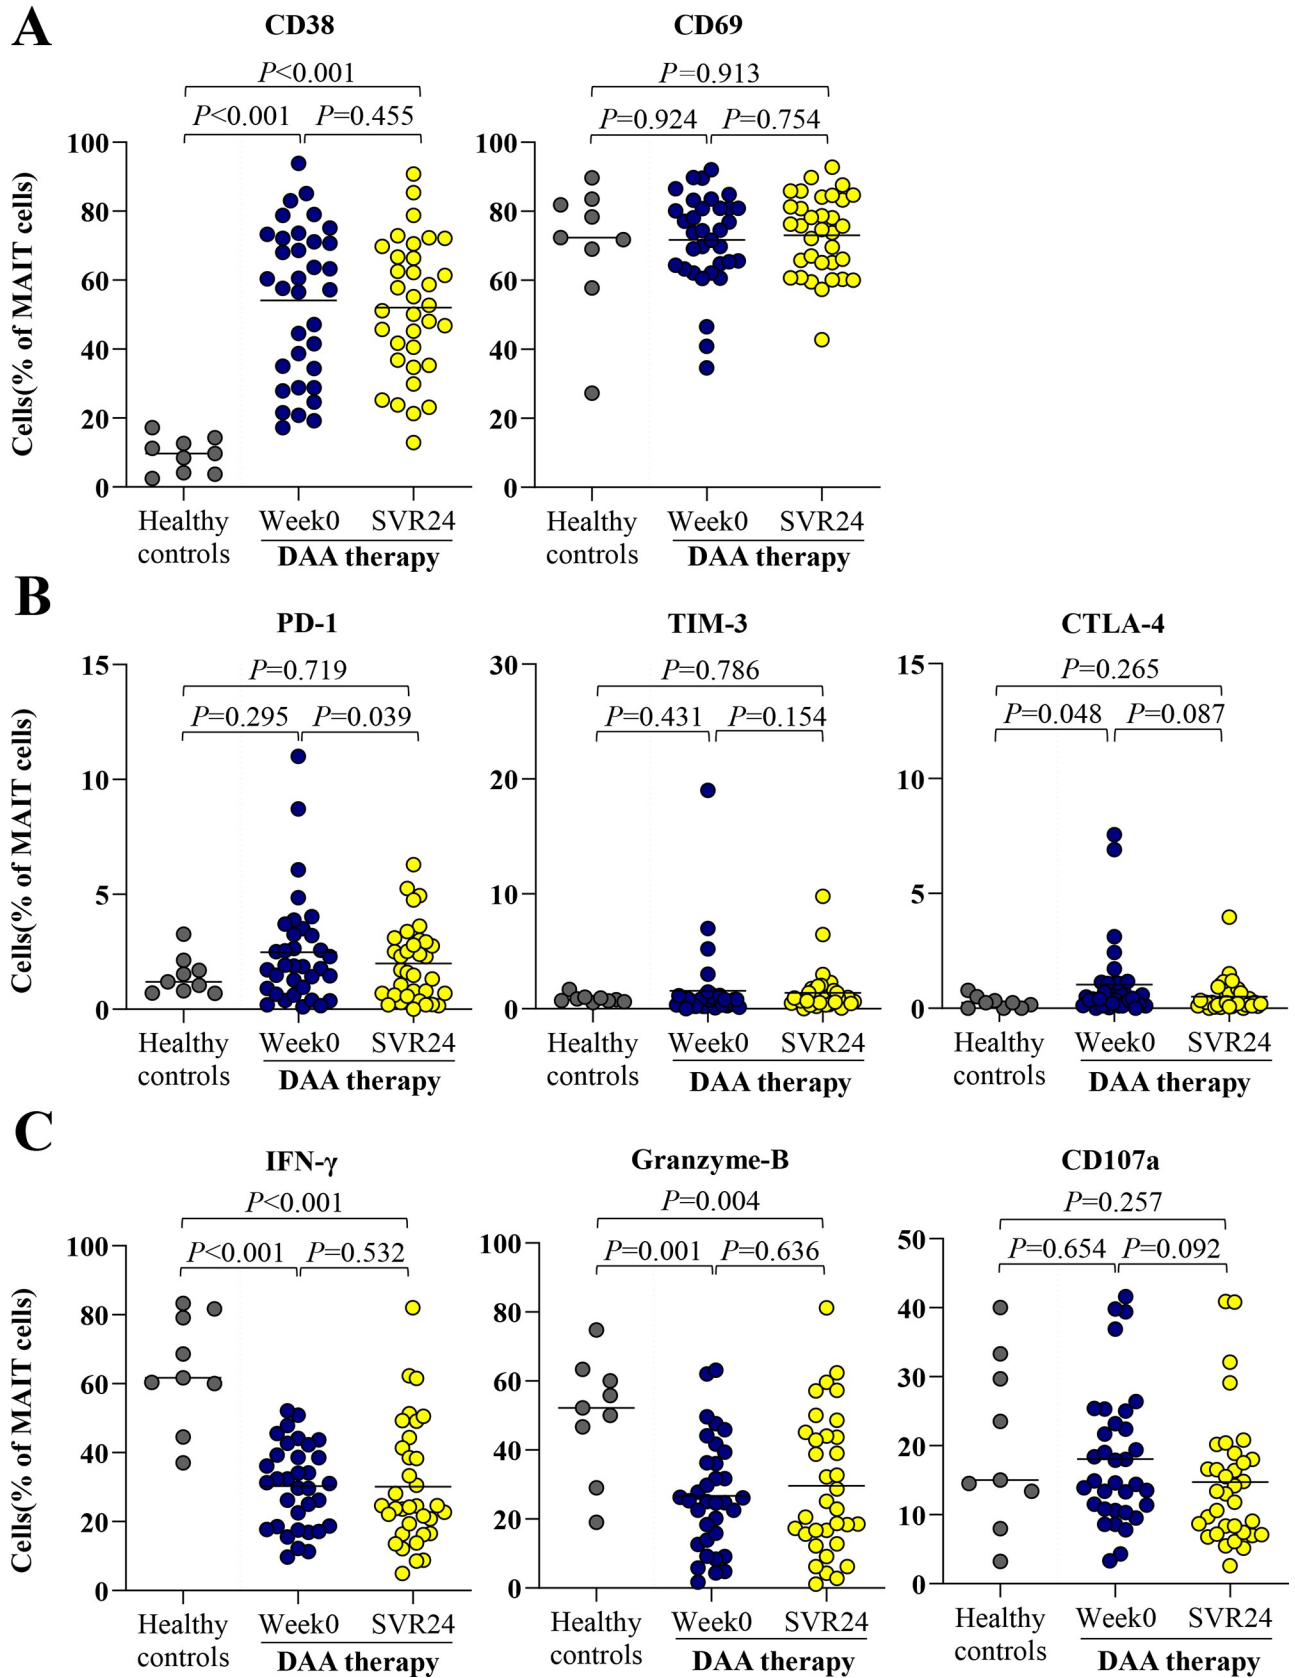 A
CD38
CD69
P<0.001
P=0.913
P<0.001
P=0.455
P=0.924
P=0.754
Cells(% of MAIT cells)
100
80
60
40
20
0
100
80
60
40
20
0
Healthy controls
Week0
SVR24
DAA therapy
Healthy controls
Week0
SVR24
DAA therapy
B
PD-1
TIM-3
CTLA-4
P=0.719
P=0.786
P=0.265
P=0.295
P=0.039
P=0.431
P=0.154
P=0.048
P=0.087
Cells(% of MAIT cells)
15
10
5
0
30
20
10
0
15
10
5
0
Healthy controls
Week0
SVR24
DAA therapy
Healthy controls
Week0
SVR24
DAA therapy
Healthy controls
Week0
SVR24
DAA therapy
C
IFN-γ
Granzyme-B
CD107a
P<0.001
P=0.004
P=0.257
P<0.001
P=0.532
P=0.001
P=0.636
P=0.654
P=0.092
Cells(% of MAIT cells)
100
80
60
40
20
0
100
80
60
40
20
0
50
40
30
20
10
0
Healthy controls
Week0
SVR24
DAA therapy
Healthy controls
Week0
SVR24
DAA therapy
Healthy controls
Week0
SVR24
DAA therapy